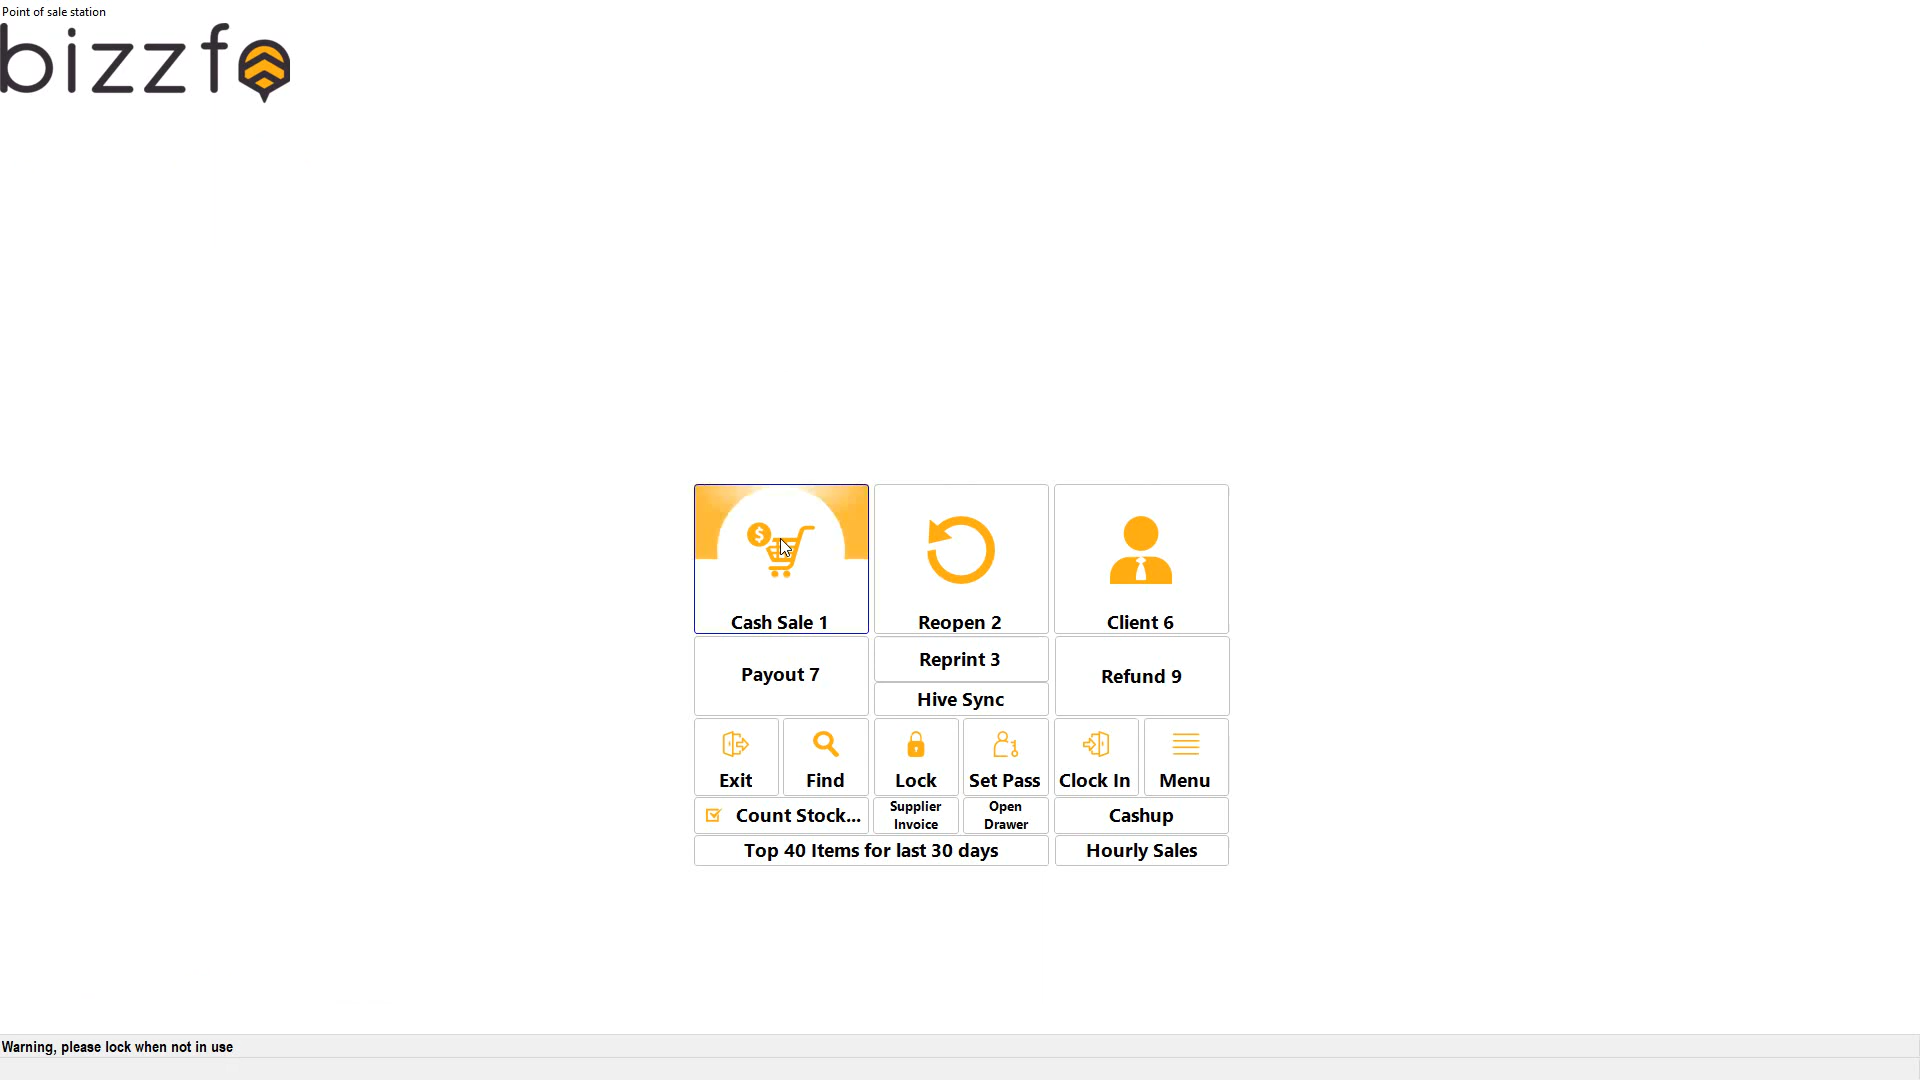 Point of sale station
bizzfo
Cash Sale 1
Reopen 2
Client 6
Payout 7
Reprint 3
Refund 9
Hive Sync
Exit
Find
Lock
Set Pass
Clock In
Menu
Count Stock...
Supplier
Invoice
Open
Drawer
Cashup
Top 40 Items for last 30 days
Hourly Sales
Warning, please lock when not in use